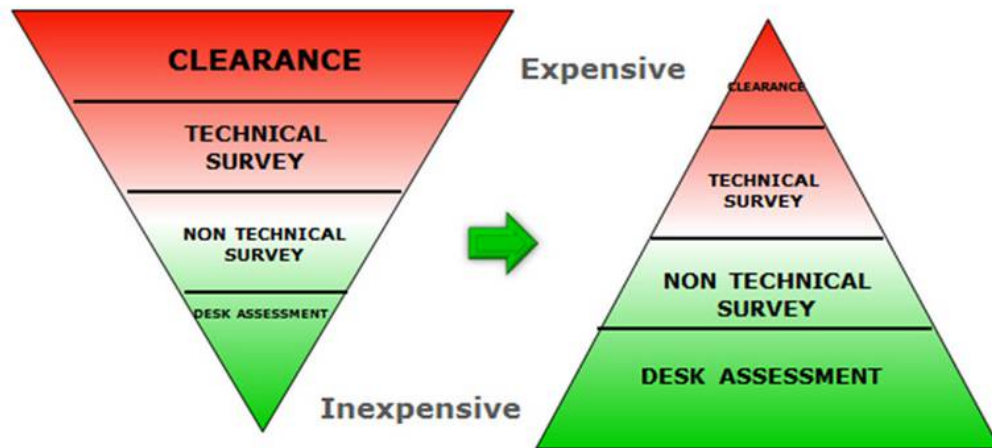 CLEARANCE
TECHNICAL
SURVEY
NON TECHNICAL
SURVEY
DESK ASSESSMENT
Expensive
Inexpensive
CLEARANCE
TECHNICAL
SURVEY
NON TECHNICAL
SURVEY
DESK ASSESSMENT